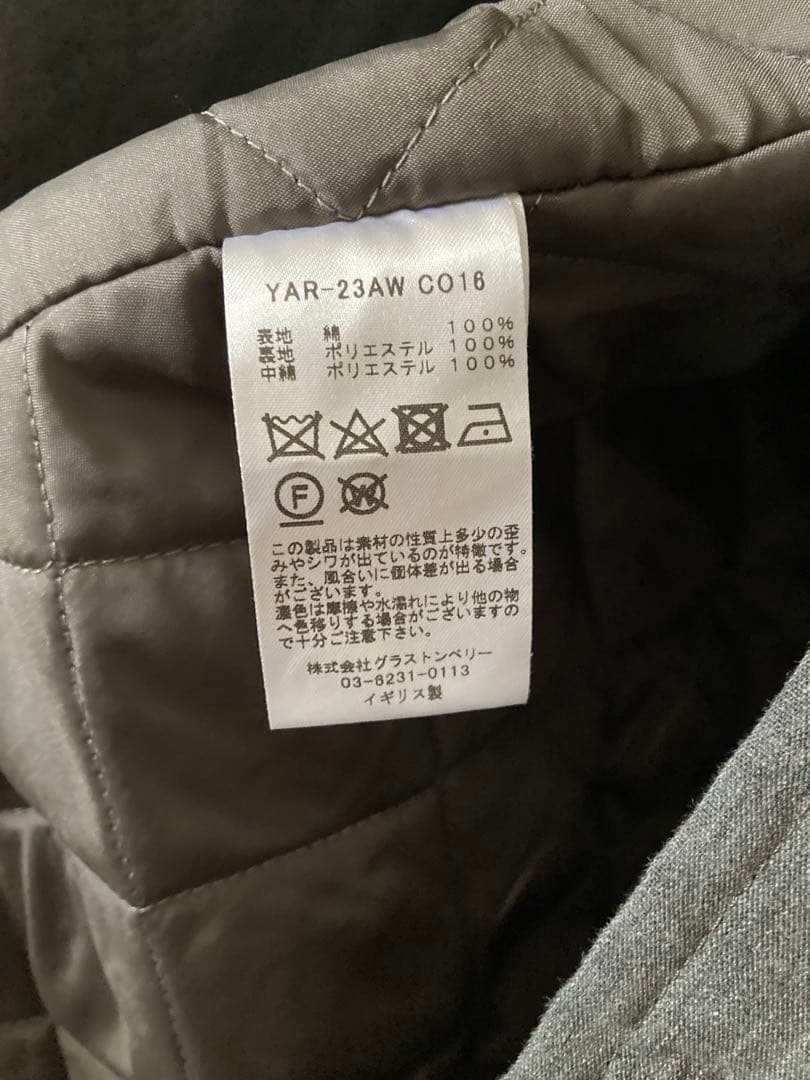 YAR-23AW CO16
表地 綿 100%
裏地 ポリエステル 100%
中綿 ポリエステル 100%
F
W
この製品は素材の性質上多少の歪
みやシワが出ているのが特徴です。
また、風合いに個体差が出る場合
がございます。
濃色は摩擦や水濡れにより他の物
へ色移りする場合がございますの
で十分ご注意下さい。
株式会社グラストンベリー
03-6231-0113
イギリス製